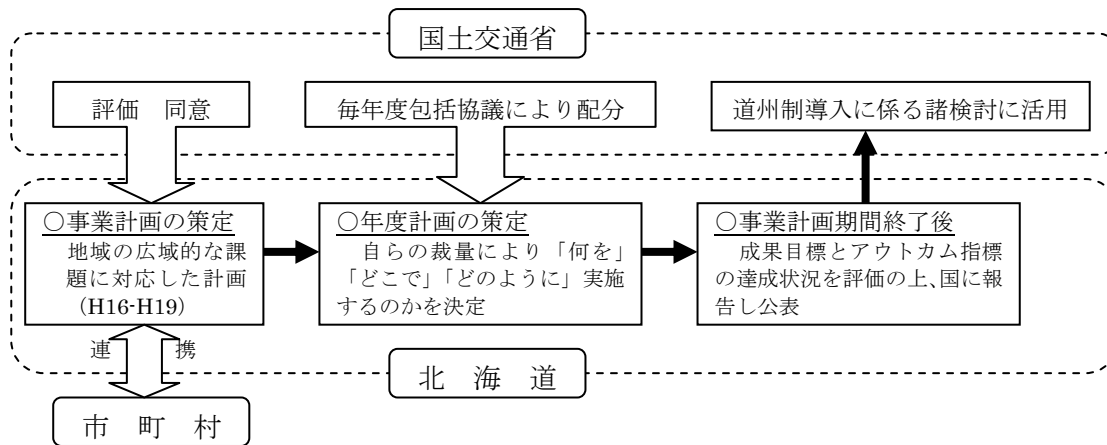 国土交通省
評価　同意
毎年度包括協議により配分
道州制導入に係る諸検討に活用
○事業計画の策定
地域の広域的な課
題に対応した計画
（H16-H19）
○年度計画の策定
自らの裁量により「何を」
「どこで」「どのように」実施
するのかを決定
○事業計画期間終了後
成果目標とアウトカム指標
の達成状況を評価の上、国に報
告し公表
連　携
北　海　道
市　町　村